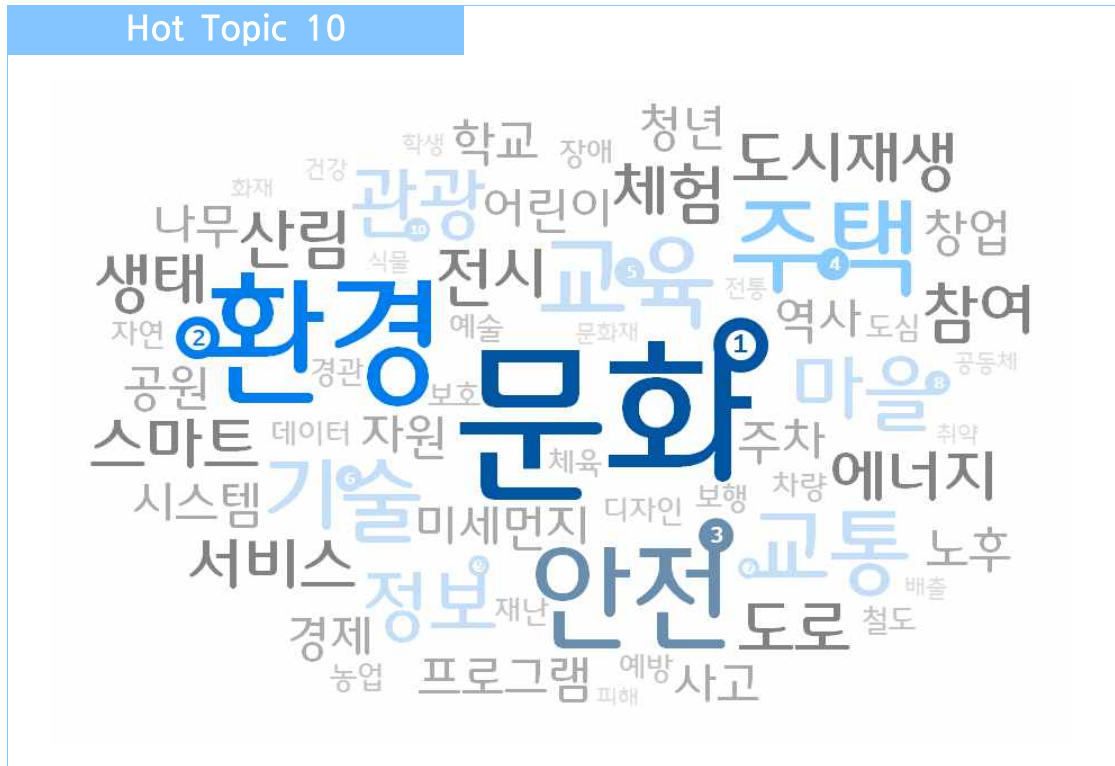 Hot Topic 10
청년
학생 학교 장애 도시재생
건강 관광 10 어린이 체험
화재 주택 4 창업
나무 산림
식물 전시 교육 5 전통
생태 환경 2 참여
자연 예술 문화재 역사 도심
문화 1
공원 경관 보호 마을 8 공동체
스마트 데이터 자원 체육 주차 취약
시스템 기술 6 디자인 보행 차량 에너지
미세먼지 안전 3 교통 7 노후
서비스 정보 9 재난 배출
경제 도로 철도
농업 프로그램 예방 사고
피해